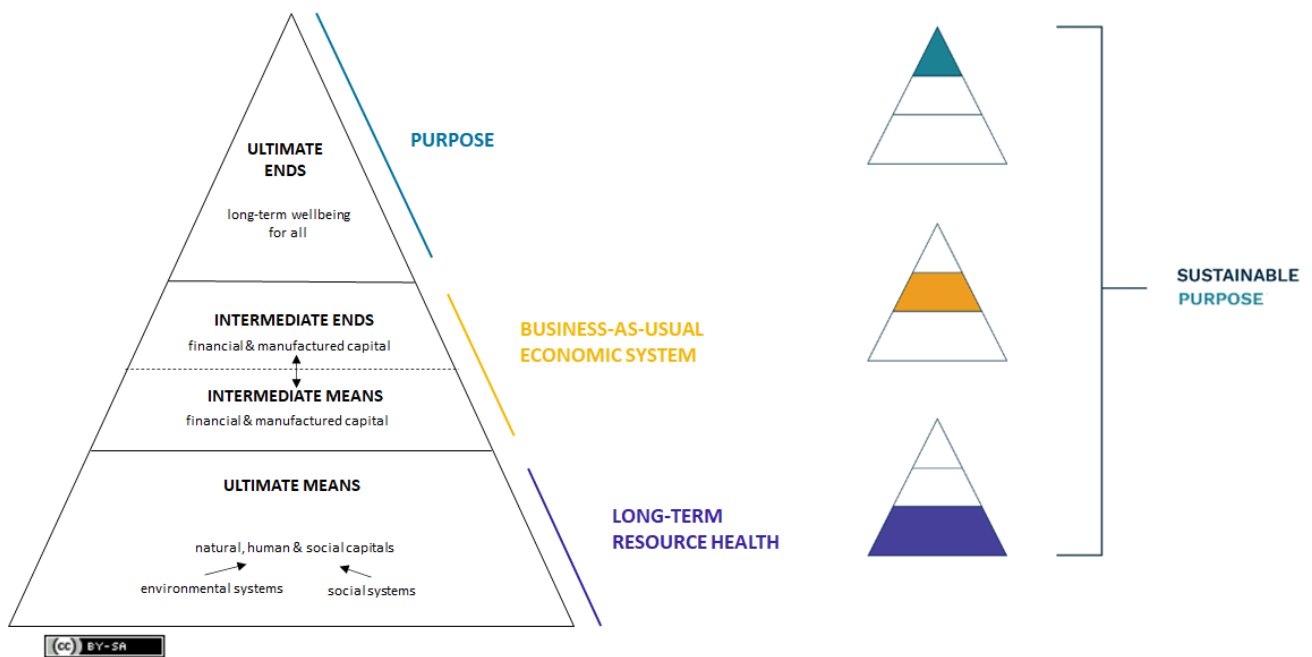 ULTIMATE
ENDS
long-term wellbeing
for all
PURPOSE
INTERMEDIATE ENDS
financial & manufactured capital
INTERMEDIATE MEANS
financial & manufactured capital
BUSINESS-AS-USUAL
ECONOMIC SYSTEM
ULTIMATE MEANS
natural, human & social capitals
environmental systems
social systems
LONG-TERM
RESOURCE HEALTH
SUSTAINABLE
PURPOSE
(cc) BY-SA